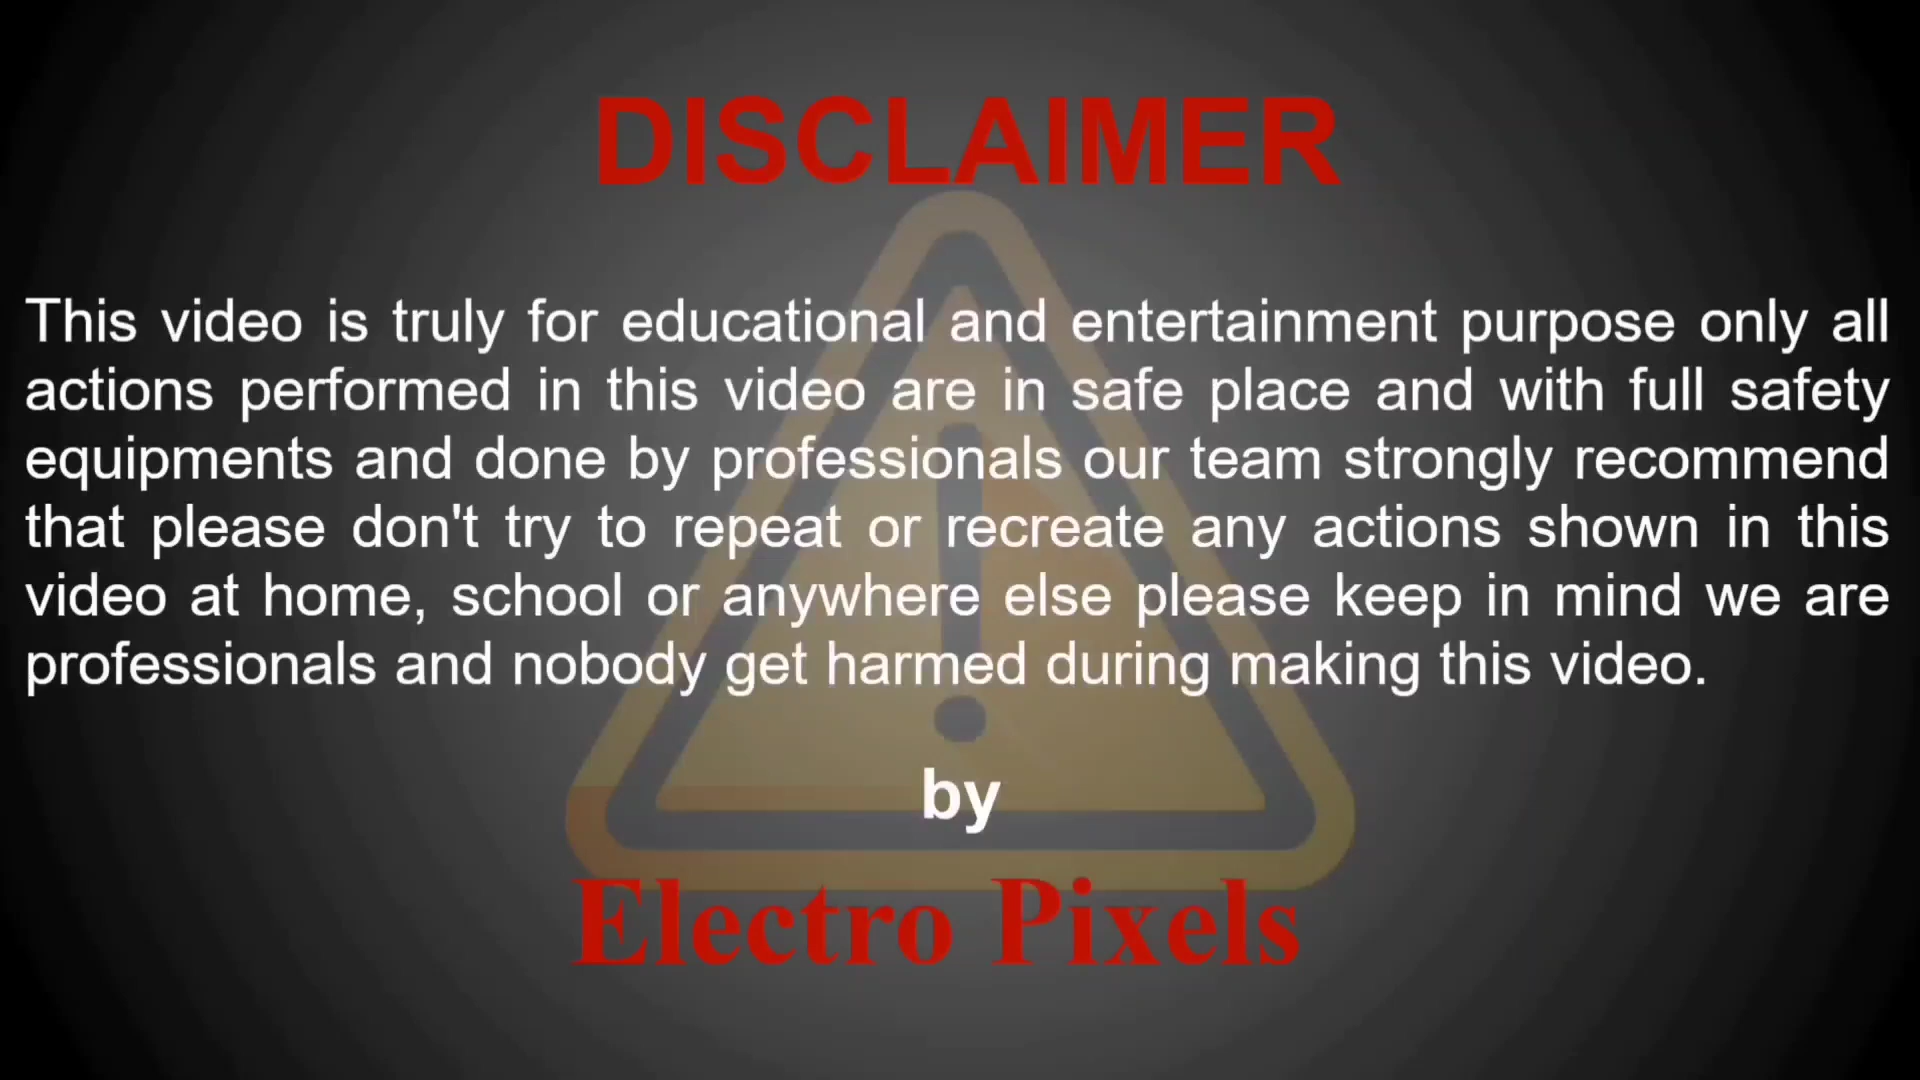 DISCLAIMER
This video is truly for educational and entertainment purpose only all
actions performed in this video are in safe place and with full safety
equipments and done by professionals our team strongly recommend
that please don't try to repeat or recreate any actions shown in this
video at home, school or anywhere else please keep in mind we are
professionals and nobody get harmed during making this video.
by
Electro Pixels